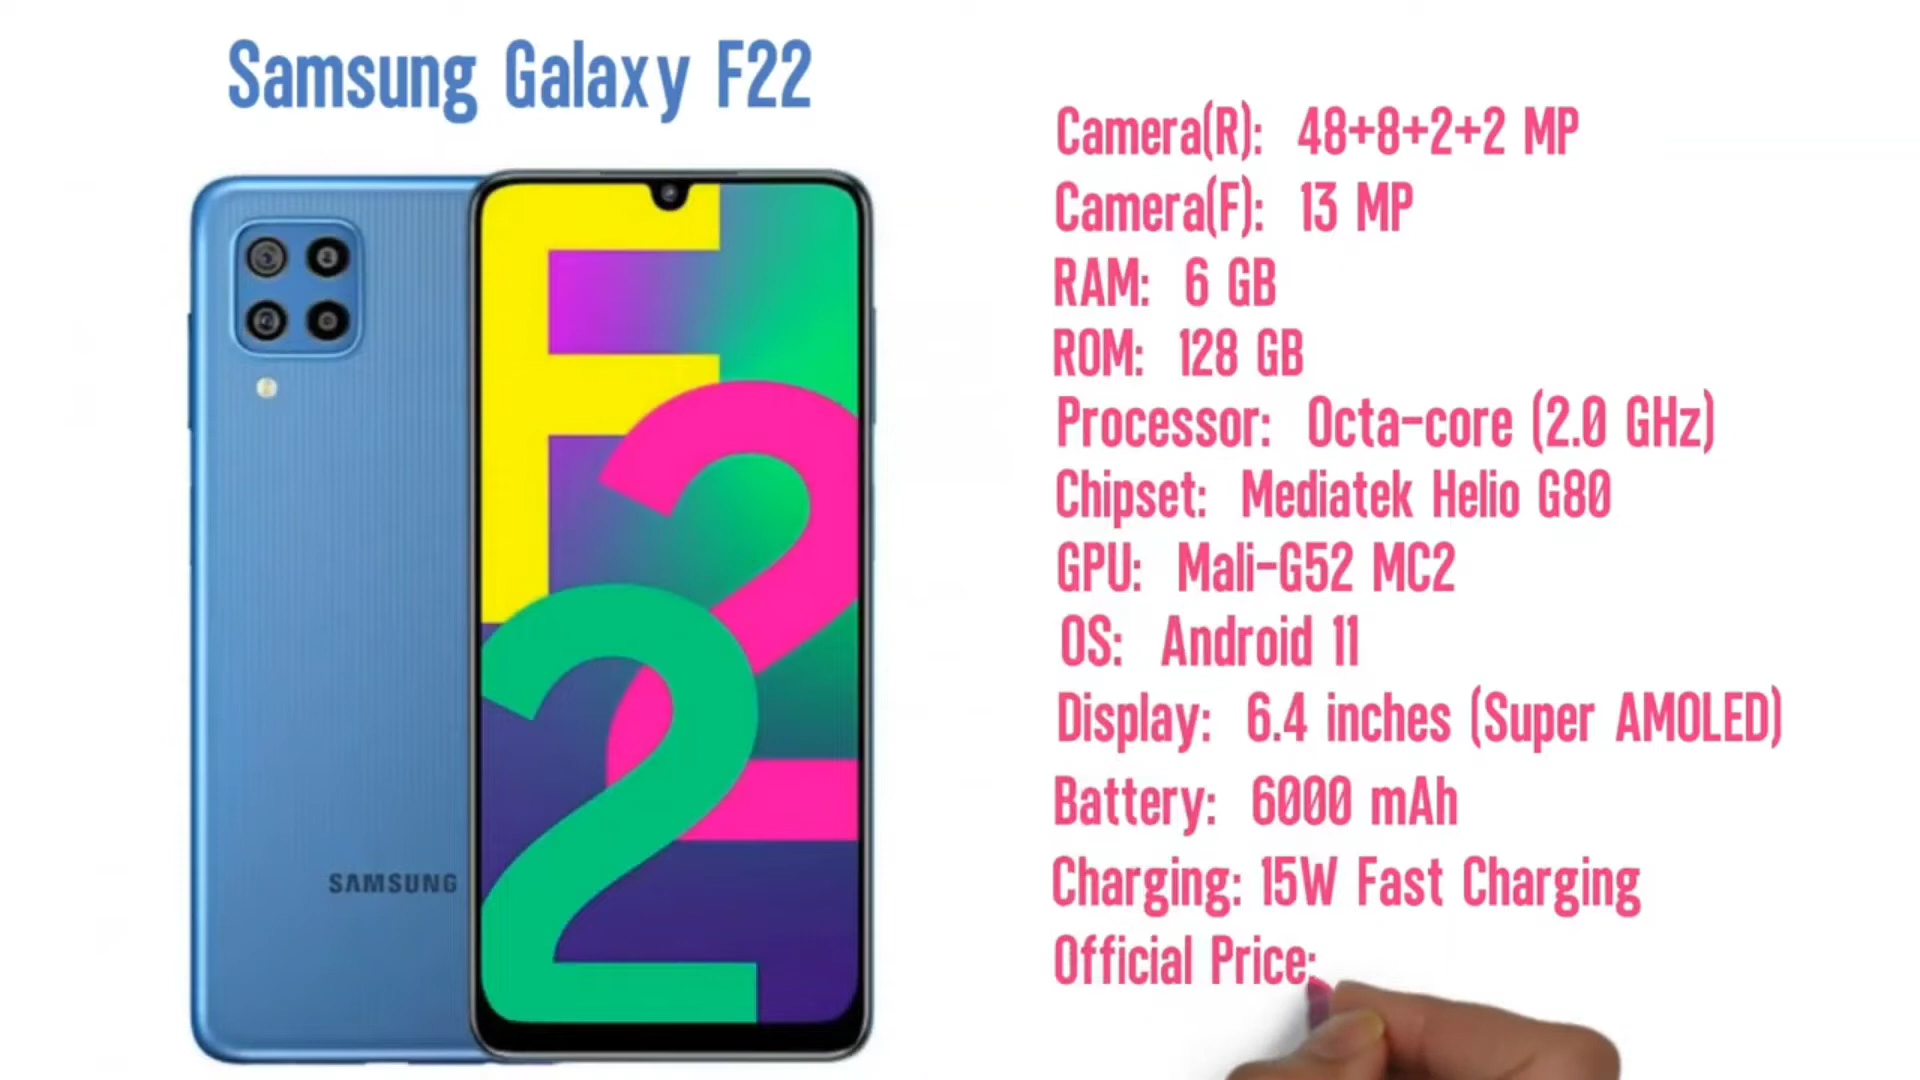 Samsung Galaxy F22
F
2
2
SAMSUNG
Camera(R): 48+8+2+2 MP
Camera(F): 13 MP
RAM: 6 GB
ROM: 128 GB
Processor: Octa-core (2.0 GHz)
Chipset: Mediatek Helio G80
GPU: Mali-G52 MC2
OS: Android 11
Display: 6.4 inches (Super AMOLED)
Battery: 6000 mAh
Charging: 15W Fast Charging
Official Price: